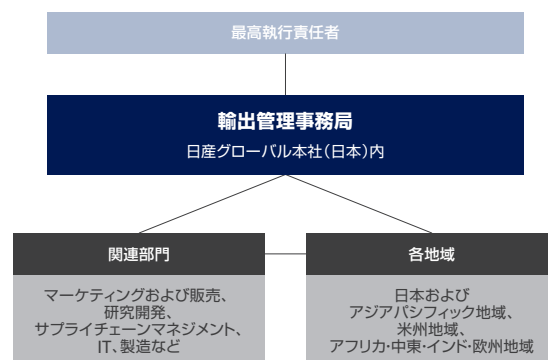 最高執行責任者
輸出管理事務局
日産グローバル本社(日本)内
関連部門
マーケティングおよび販売、
研究開発、
サプライチェーンマネジメント、
IT、製造など
各地域
日本および
アジアパシフィック地域、
米州地域、
アフリカ・中東・インド・欧州地域